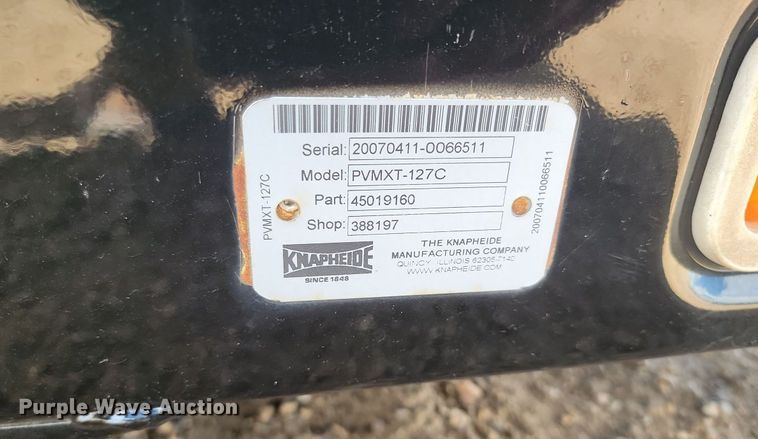 Serial: 20070411-0066511
Model: PVMXT-127C
Part: 45019160
Shop: 388197
PVMXT-127C
200704110066511
KNAPHEIDE
SINCE 1848
THE KNAPHEIDE
MANUFACTURING COMPANY
QUINCY, ILLINOIS 62305-7140
WWW.KNAPHEIDE.COM
Purple Wave Auction